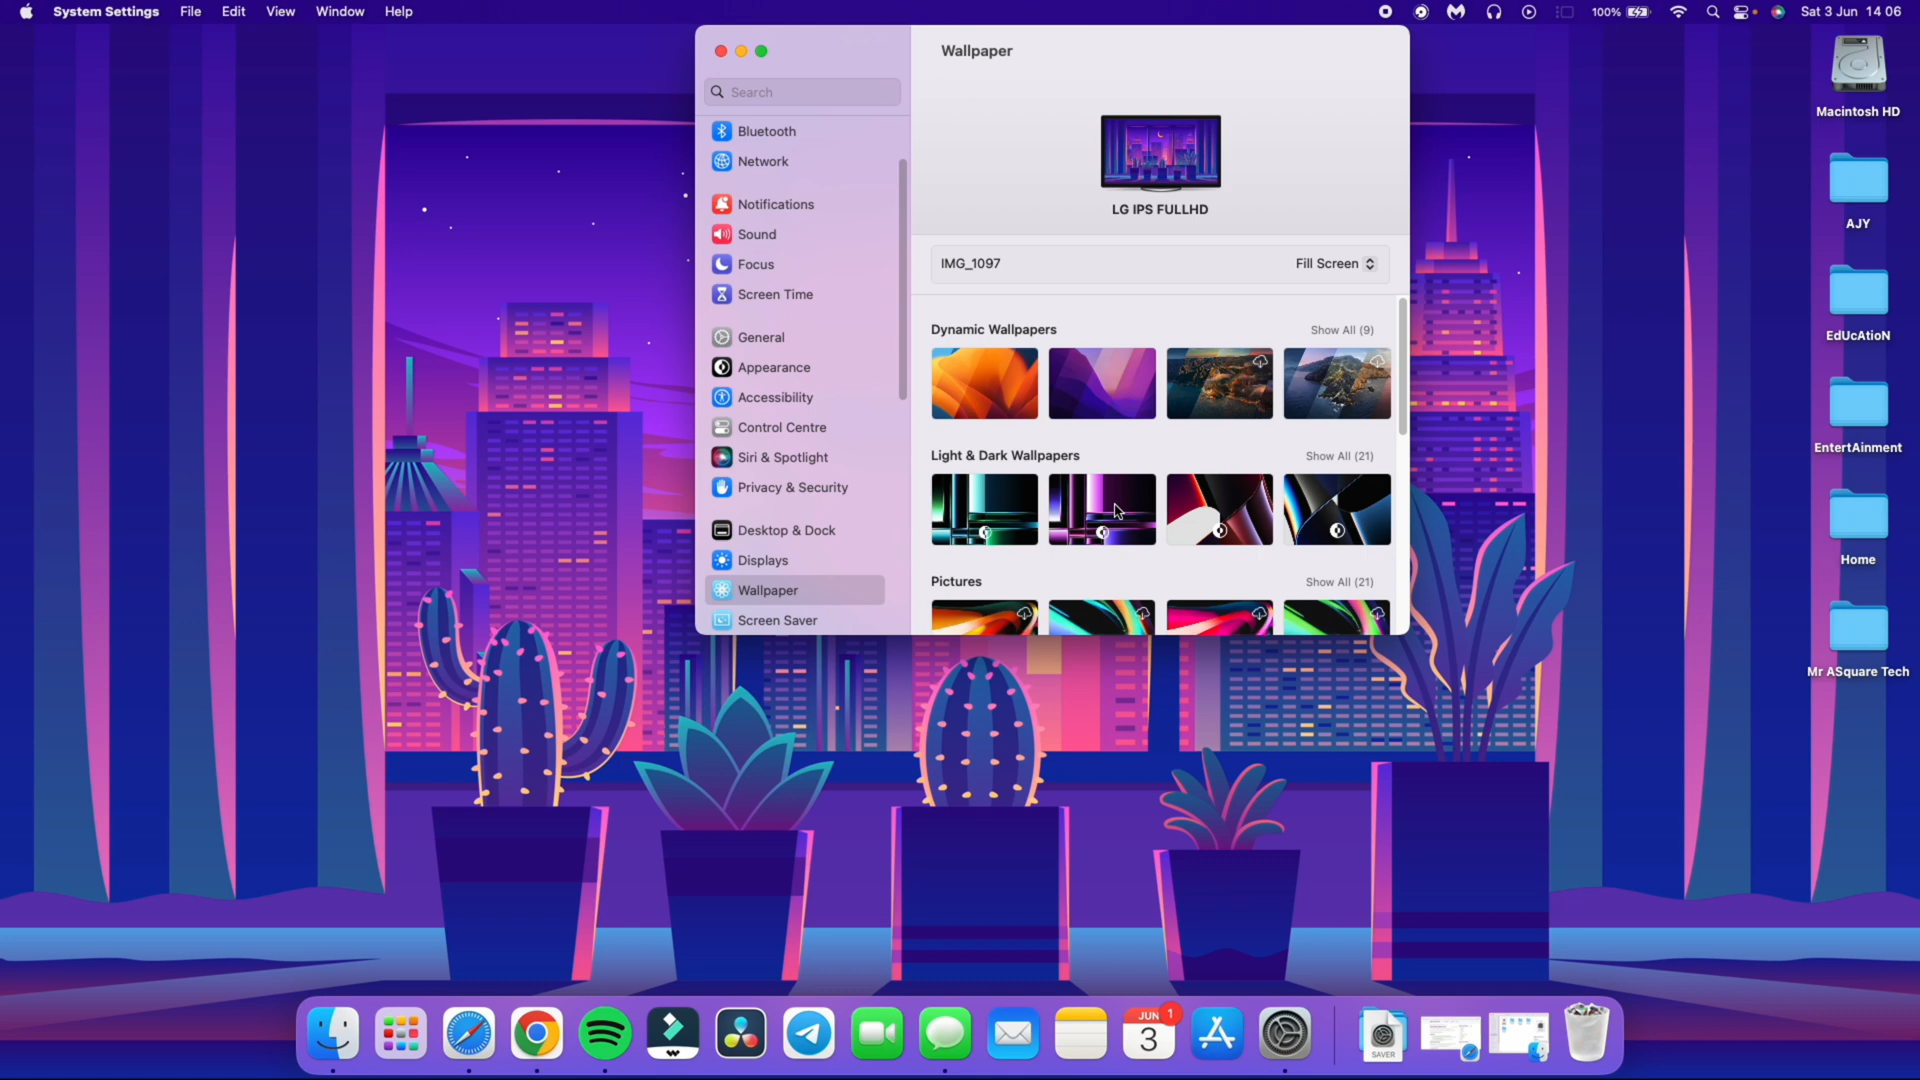 System Settings File Edit View Window Help
100% Sat 3 Jun 14 06
Wallpaper
Search
Bluetooth
Network
Notifications
Sound
Focus
Screen Time
General
Appearance
Accessibility
Control Centre
Siri & Spotlight
Privacy & Security
Desktop & Dock
Displays
Wallpaper
Screen Saver
LG IPS FULLHD
IMG_1097 Fill Screen
Dynamic Wallpapers Show All (9)
Light & Dark Wallpapers Show All (21)
Pictures Show All (21)
Macintosh HD
AJY
EdUcAtioN
EntertAinment
Home
Mr ASquare Tech
JUN 1
3
SAVER